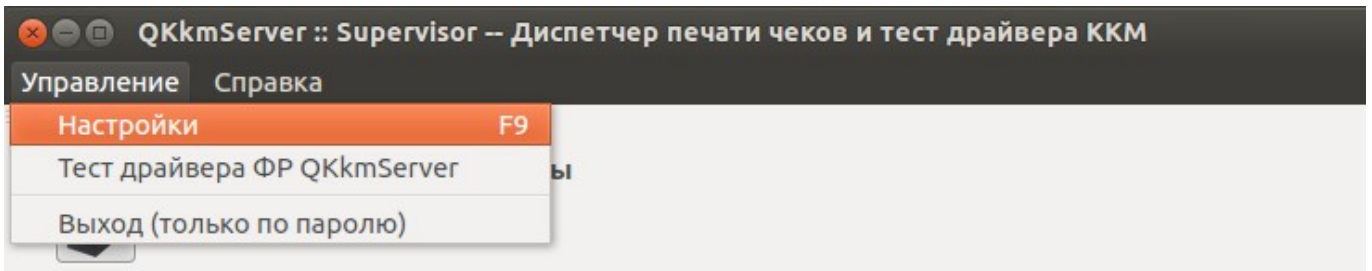 QKkmServer :: Supervisor -- Диспетчер печати чеков и тест драйвера ККМ
Управление Справка
Настройки F9
Тест драйвера ФР QKkmServer
Выход (только по паролю)